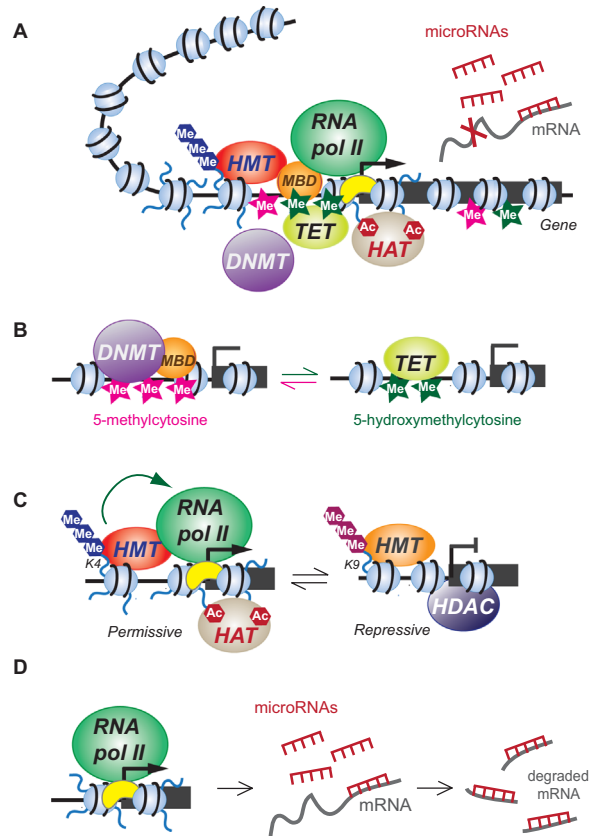 A
microRNAs
mRNA
Me
Me
Me
HMT
MBD
RNA
pol II
Me
Me
Me
TET
DNMT
Ac
Ac
HAT
Me
Me
Gene
B
DNMT
MBD
Me
Me
Me
5-methylcytosine
TET
Me
Me
5-hydroxymethylcytosine
C
Me
Me
Me
K4
HMT
RNA
pol II
Ac
Ac
HAT
Permissive
Me
Me
Me
K9
HMT
HDAC
Repressive
D
RNA
pol II
microRNAs
mRNA
degraded
mRNA